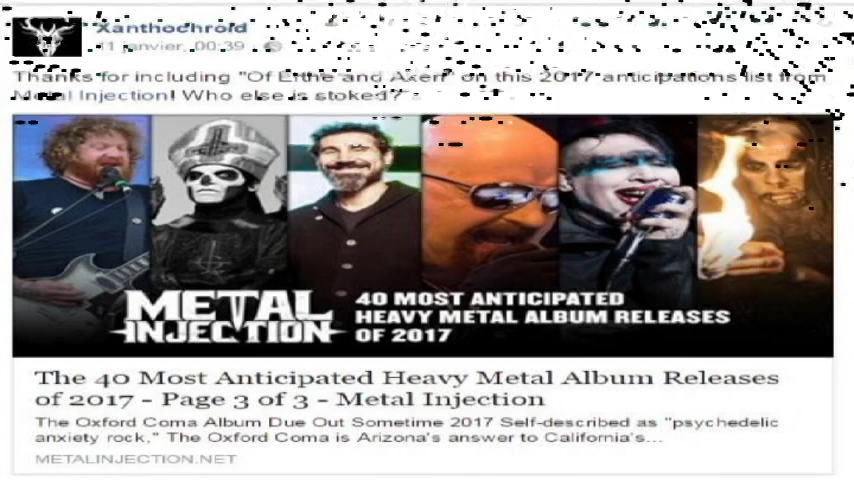 Xanthochroid
11 janvier, 00:39
Thanks for including "Of Erthe and Axen" on this 2017 anticipations list from
Metal Injection! Who else is stoked?
METAL
INJECTION
40 MOST ANTICIPATED
HEAVY METAL ALBUM RELEASES
OF 2017
The 40 Most Anticipated Heavy Metal Album Releases
of 2017 - Page 3 of 3 - Metal Injection
The Oxford Coma Album Due Out Sometime 2017 Self-described as "psychedelic
anxiety rock," The Oxford Coma is Arizona's answer to California's...
METALINJECTION.NET